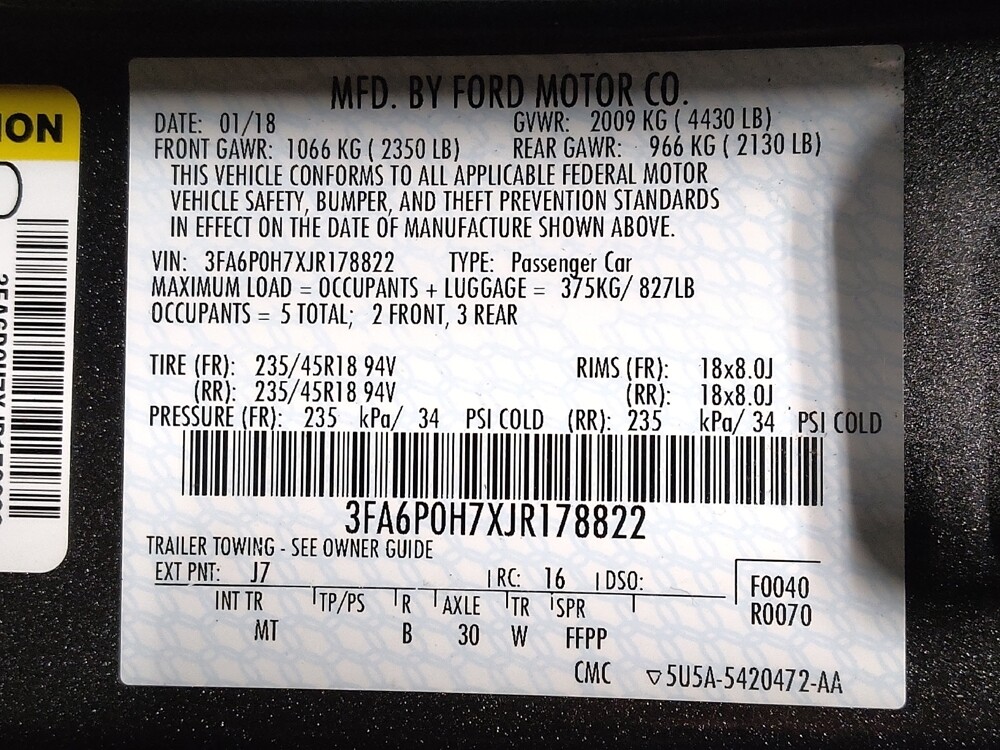 ION
MFD. BY FORD MOTOR CO.
DATE: 01/18 GVWR: 2009 KG ( 4430 LB)
FRONT GAWR: 1066 KG ( 2350 LB) REAR GAWR: 966 KG ( 2130 LB)
THIS VEHICLE CONFORMS TO ALL APPLICABLE FEDERAL MOTOR
VEHICLE SAFETY, BUMPER, AND THEFT PREVENTION STANDARDS
IN EFFECT ON THE DATE OF MANUFACTURE SHOWN ABOVE.
VIN: 3FA6P0H7XJR178822 TYPE: Passenger Car
MAXIMUM LOAD = OCCUPANTS + LUGGAGE = 375KG/ 827LB
OCCUPANTS = 5 TOTAL; 2 FRONT, 3 REAR
TIRE (FR): 235/45R18 94V RIMS (FR): 18x8.0J
(RR): 235/45R18 94V (RR): 18x8.0J
PRESSURE (FR): 235 kPa/ 34 PSI COLD (RR): 235 kPa/ 34 PSI COLD
3FA6P0H7XJR178822
TRAILER TOWING - SEE OWNER GUIDE
EXT PNT: J7 RC: 16 DSO: F0040
R0070
INT TR TP/PS R AXLE TR SPR
MT B 30 W FFPP
CMC ▽5U5A-5420472-AA